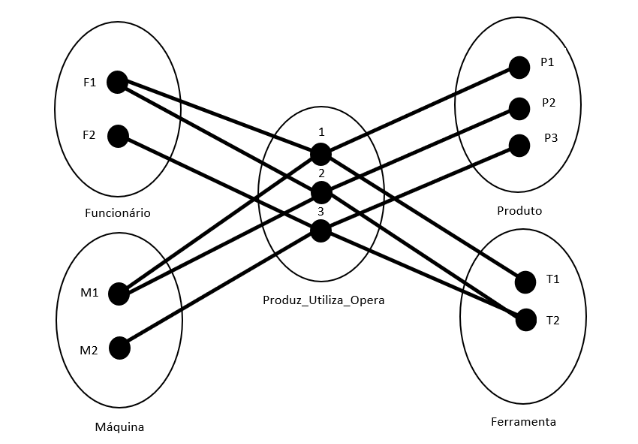 F1
F2
Funcionário
P1
P2
P3
Produto
1
2
3
Produz_Utiliza_Opera
M1
M2
Máquina
T1
T2
Ferramenta